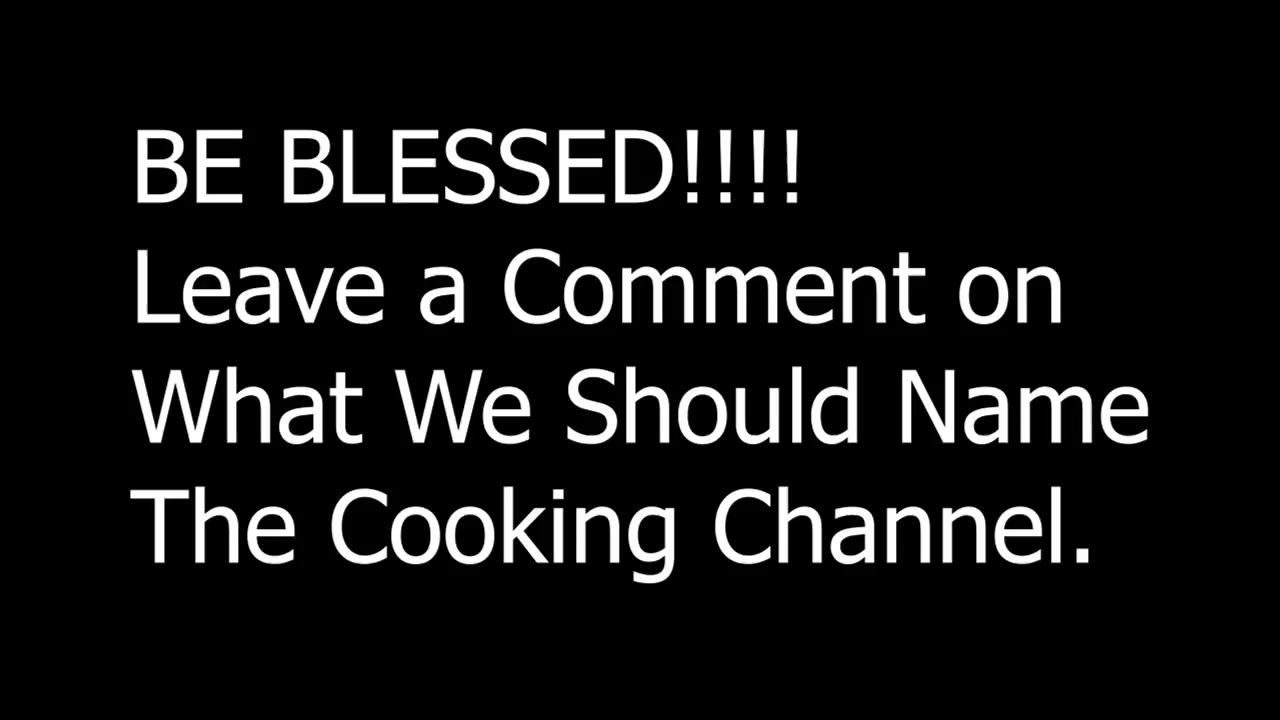 BE BLESSED!!!!
Leave a Comment on
What We Should Name
The Cooking Channel.